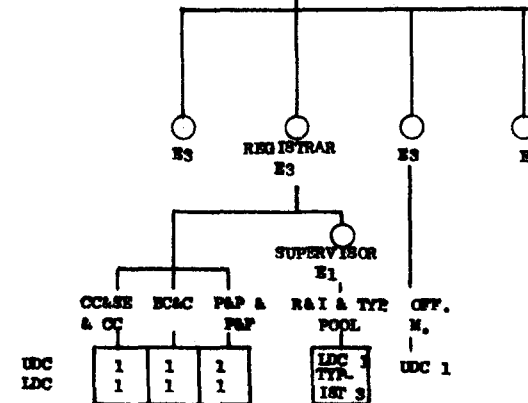 E3 REGISTRAR E3 E
E3
SUPERVISOR
E1
CC&SE EC&C P&P & R&I & TYP. OFF.
& CC P&P POOL M.
UDC 1 1 1 LDC 3 UDC 1
LDC 1 1 1 TYP-
IST 3